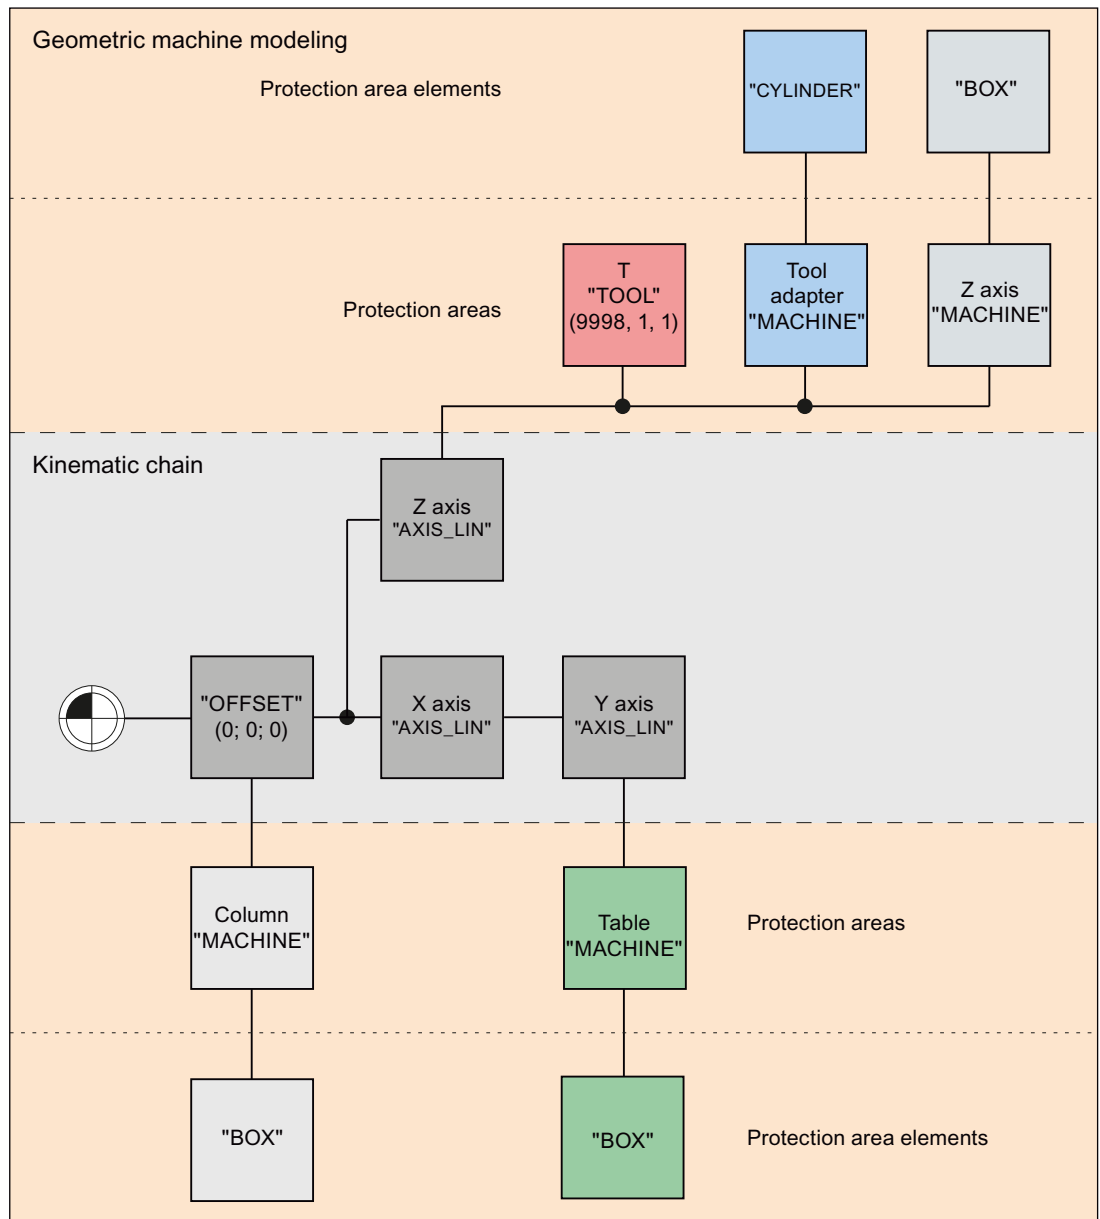 Geometric machine modeling
Protection area elements
"CYLINDER"
"BOX"
Protection areas
T
"TOOL"
(9998, 1, 1)
Tool
adapter
"MACHINE"
Z axis
"MACHINE"
Kinematic chain
Z axis
"AXIS_LIN"
"OFFSET"
(0; 0; 0)
X axis
"AXIS_LIN"
Y axis
"AXIS_LIN"
Column
"MACHINE"
Table
"MACHINE"
Protection areas
"BOX"
"BOX"
Protection area elements